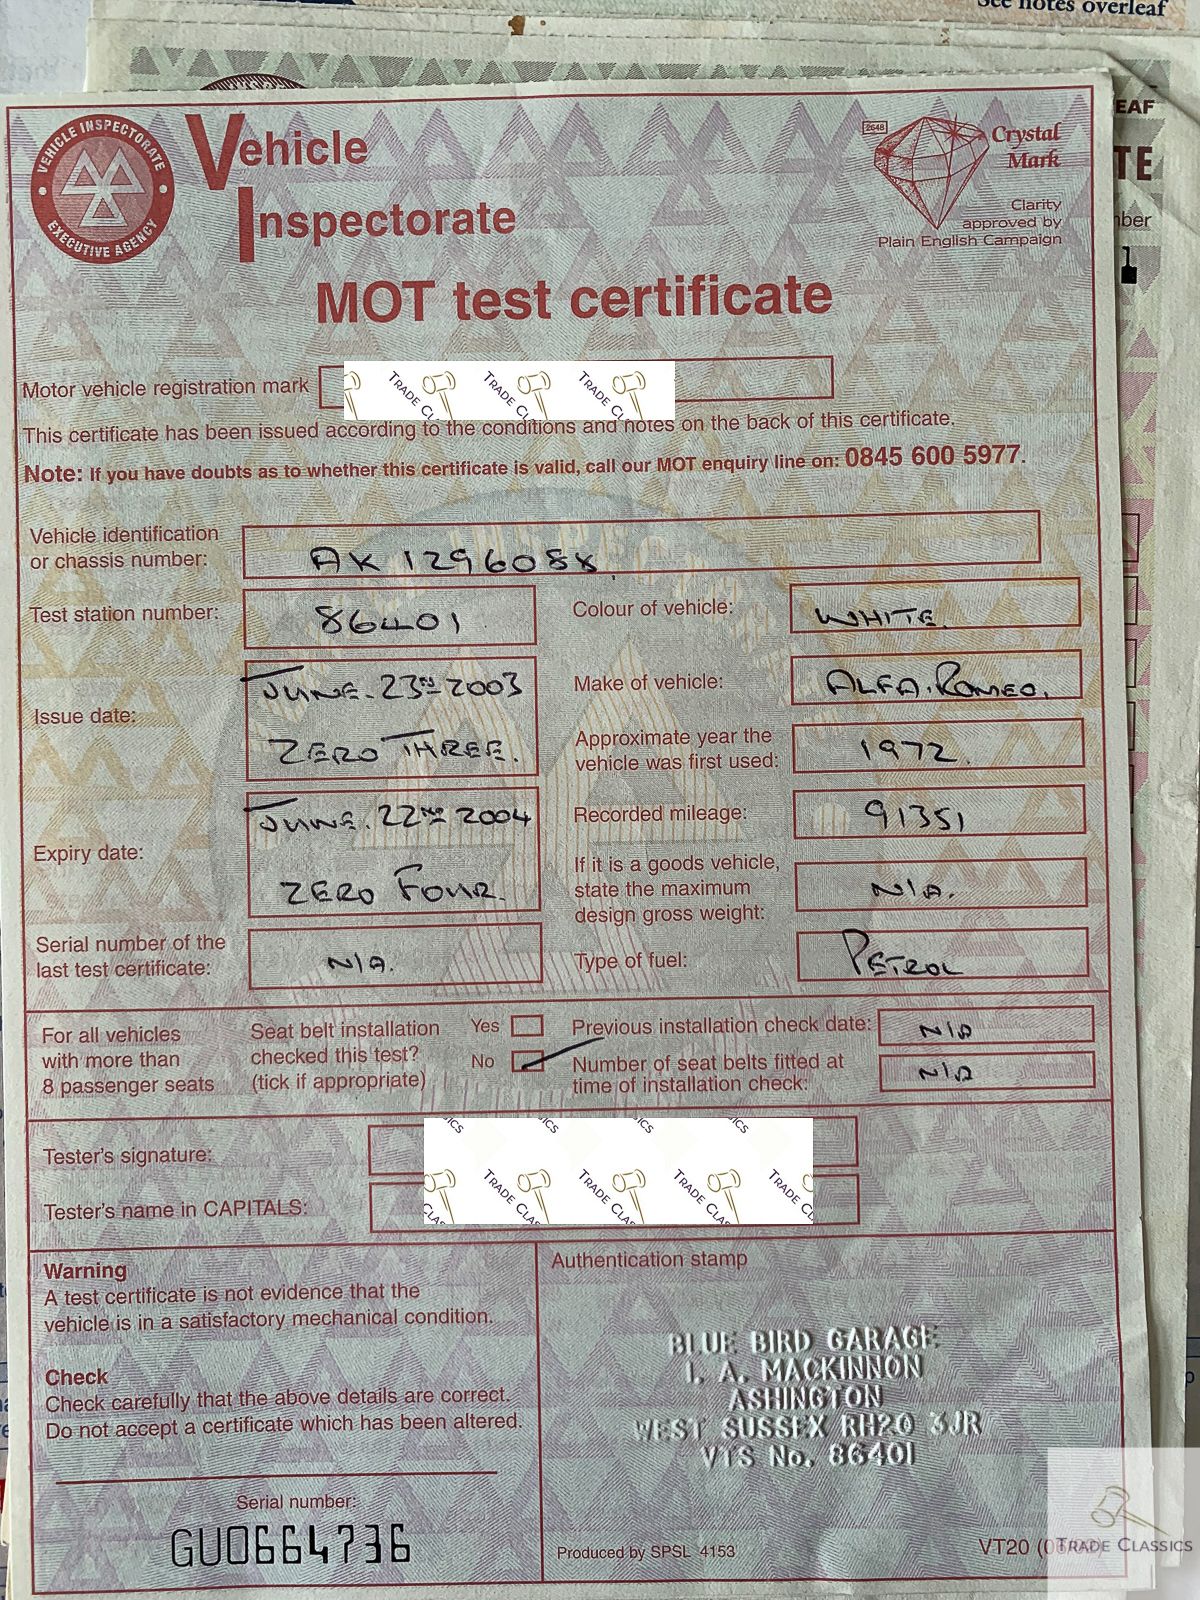 See notes overleaf
EAF
TE
VEHICLE INSPECTORATE
EXECUTIVE AGENCY
Vehicle
Inspectorate
2648
Crystal
Mark
Clarity
approved by
Plain English Campaign
MOT test certificate
Motor vehicle registration mark
TRADE TRADE TRADE
This certificate has been issued according to the conditions and notes on the back of this certificate.
Note: If you have doubts as to whether this certificate is valid, call our MOT enquiry line on: 0845 600 5977.
Vehicle identification
or chassis number:
AK 1296088
Test station number:
86401
Colour of vehicle:
WHITE.
Issue date:
JUNE. 23RD 2003
ZERO THREE.
Make of vehicle:
ALFA. ROMEO.
Approximate year the
vehicle was first used:
1972.
Expiry date:
JUNE. 22ND 2004
ZERO FOUR.
Recorded mileage:
91351
If it is a goods vehicle,
state the maximum
design gross weight:
N/A.
Serial number of the
last test certificate:
N/A.
Type of fuel:
PETROL
For all vehicles
with more than
8 passenger seats
Seat belt installation
checked this test?
(tick if appropriate)
Yes
No
Previous installation check date:
N/A
Number of seat belts fitted at
time of installation check:
N/A
Tester's signature:
Tester's name in CAPITALS:
TRADE TRADE TRADE TRADE
Warning
A test certificate is not evidence that the
vehicle is in a satisfactory mechanical condition.
Check
Check carefully that the above details are correct.
Do not accept a certificate which has been altered.
Serial number:
GU0664736
Authentication stamp
BLUE BIRD GARAGE
I. A. MACKINNON
ASHINGTON
WEST SUSSEX RH20 3JR
VTS No. 86401
Produced by SPSL 4153
VT20
TRADE CLASSICS